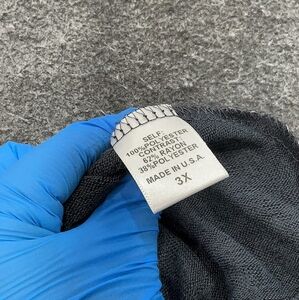 SELF:
100%POLYESTER
CONTRAST:
62% RAYON
38%POLYESTER
MADE IN U.S.A.
3X